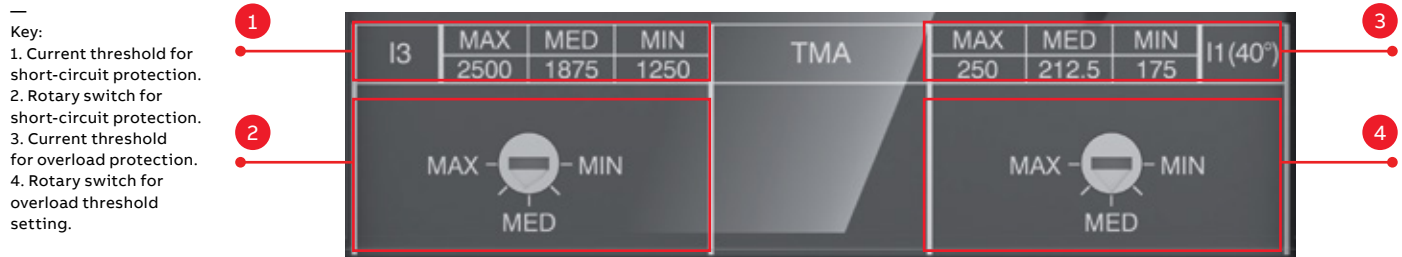 —
Key:
1. Current threshold for
short-circuit protection.
2. Rotary switch for
short-circuit protection.
3. Current threshold
for overload protection.
4. Rotary switch for
overload threshold
setting.
1
2
I3
MAX MED MIN
2500 1875 1250
TMA
MAX MED MIN
250 212.5 175
I1(40°)
MAX MIN
MED
MAX MIN
MED
3
4